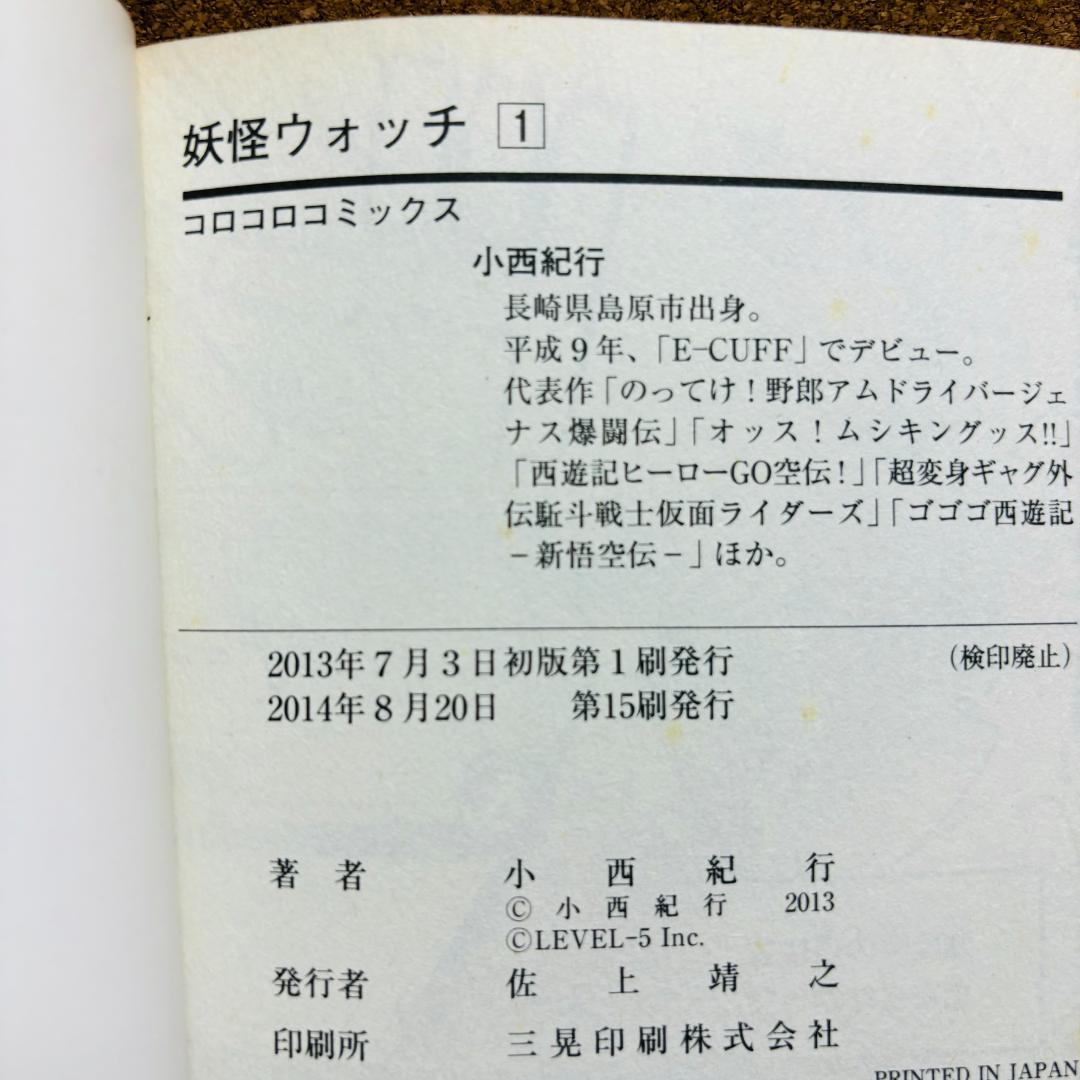 妖怪ウォッチ 1
コロコロコミックス
小西紀行
長崎県島原市出身。
平成９年、「E-CUFF」でデビュー。
代表作「のってけ！野郎アムドライバージェ
ナス爆闘伝」「オッス！ムシキングッス!!」
「西遊記ヒーローGO空伝！」「超変身ギャグ外
伝駈斗戦士仮面ライダーズ」「ゴゴゴ西遊記
－新悟空伝－」ほか。
2013年７月３日初版第１刷発行 （検印廃止）
2014年８月20日 第15刷発行
著者 小西紀行
Ⓒ小西紀行 2013
ⒸLEVEL-5 Inc.
発行者 佐上靖之
印刷所 三晃印刷株式会社
PRINTED IN JAPAN